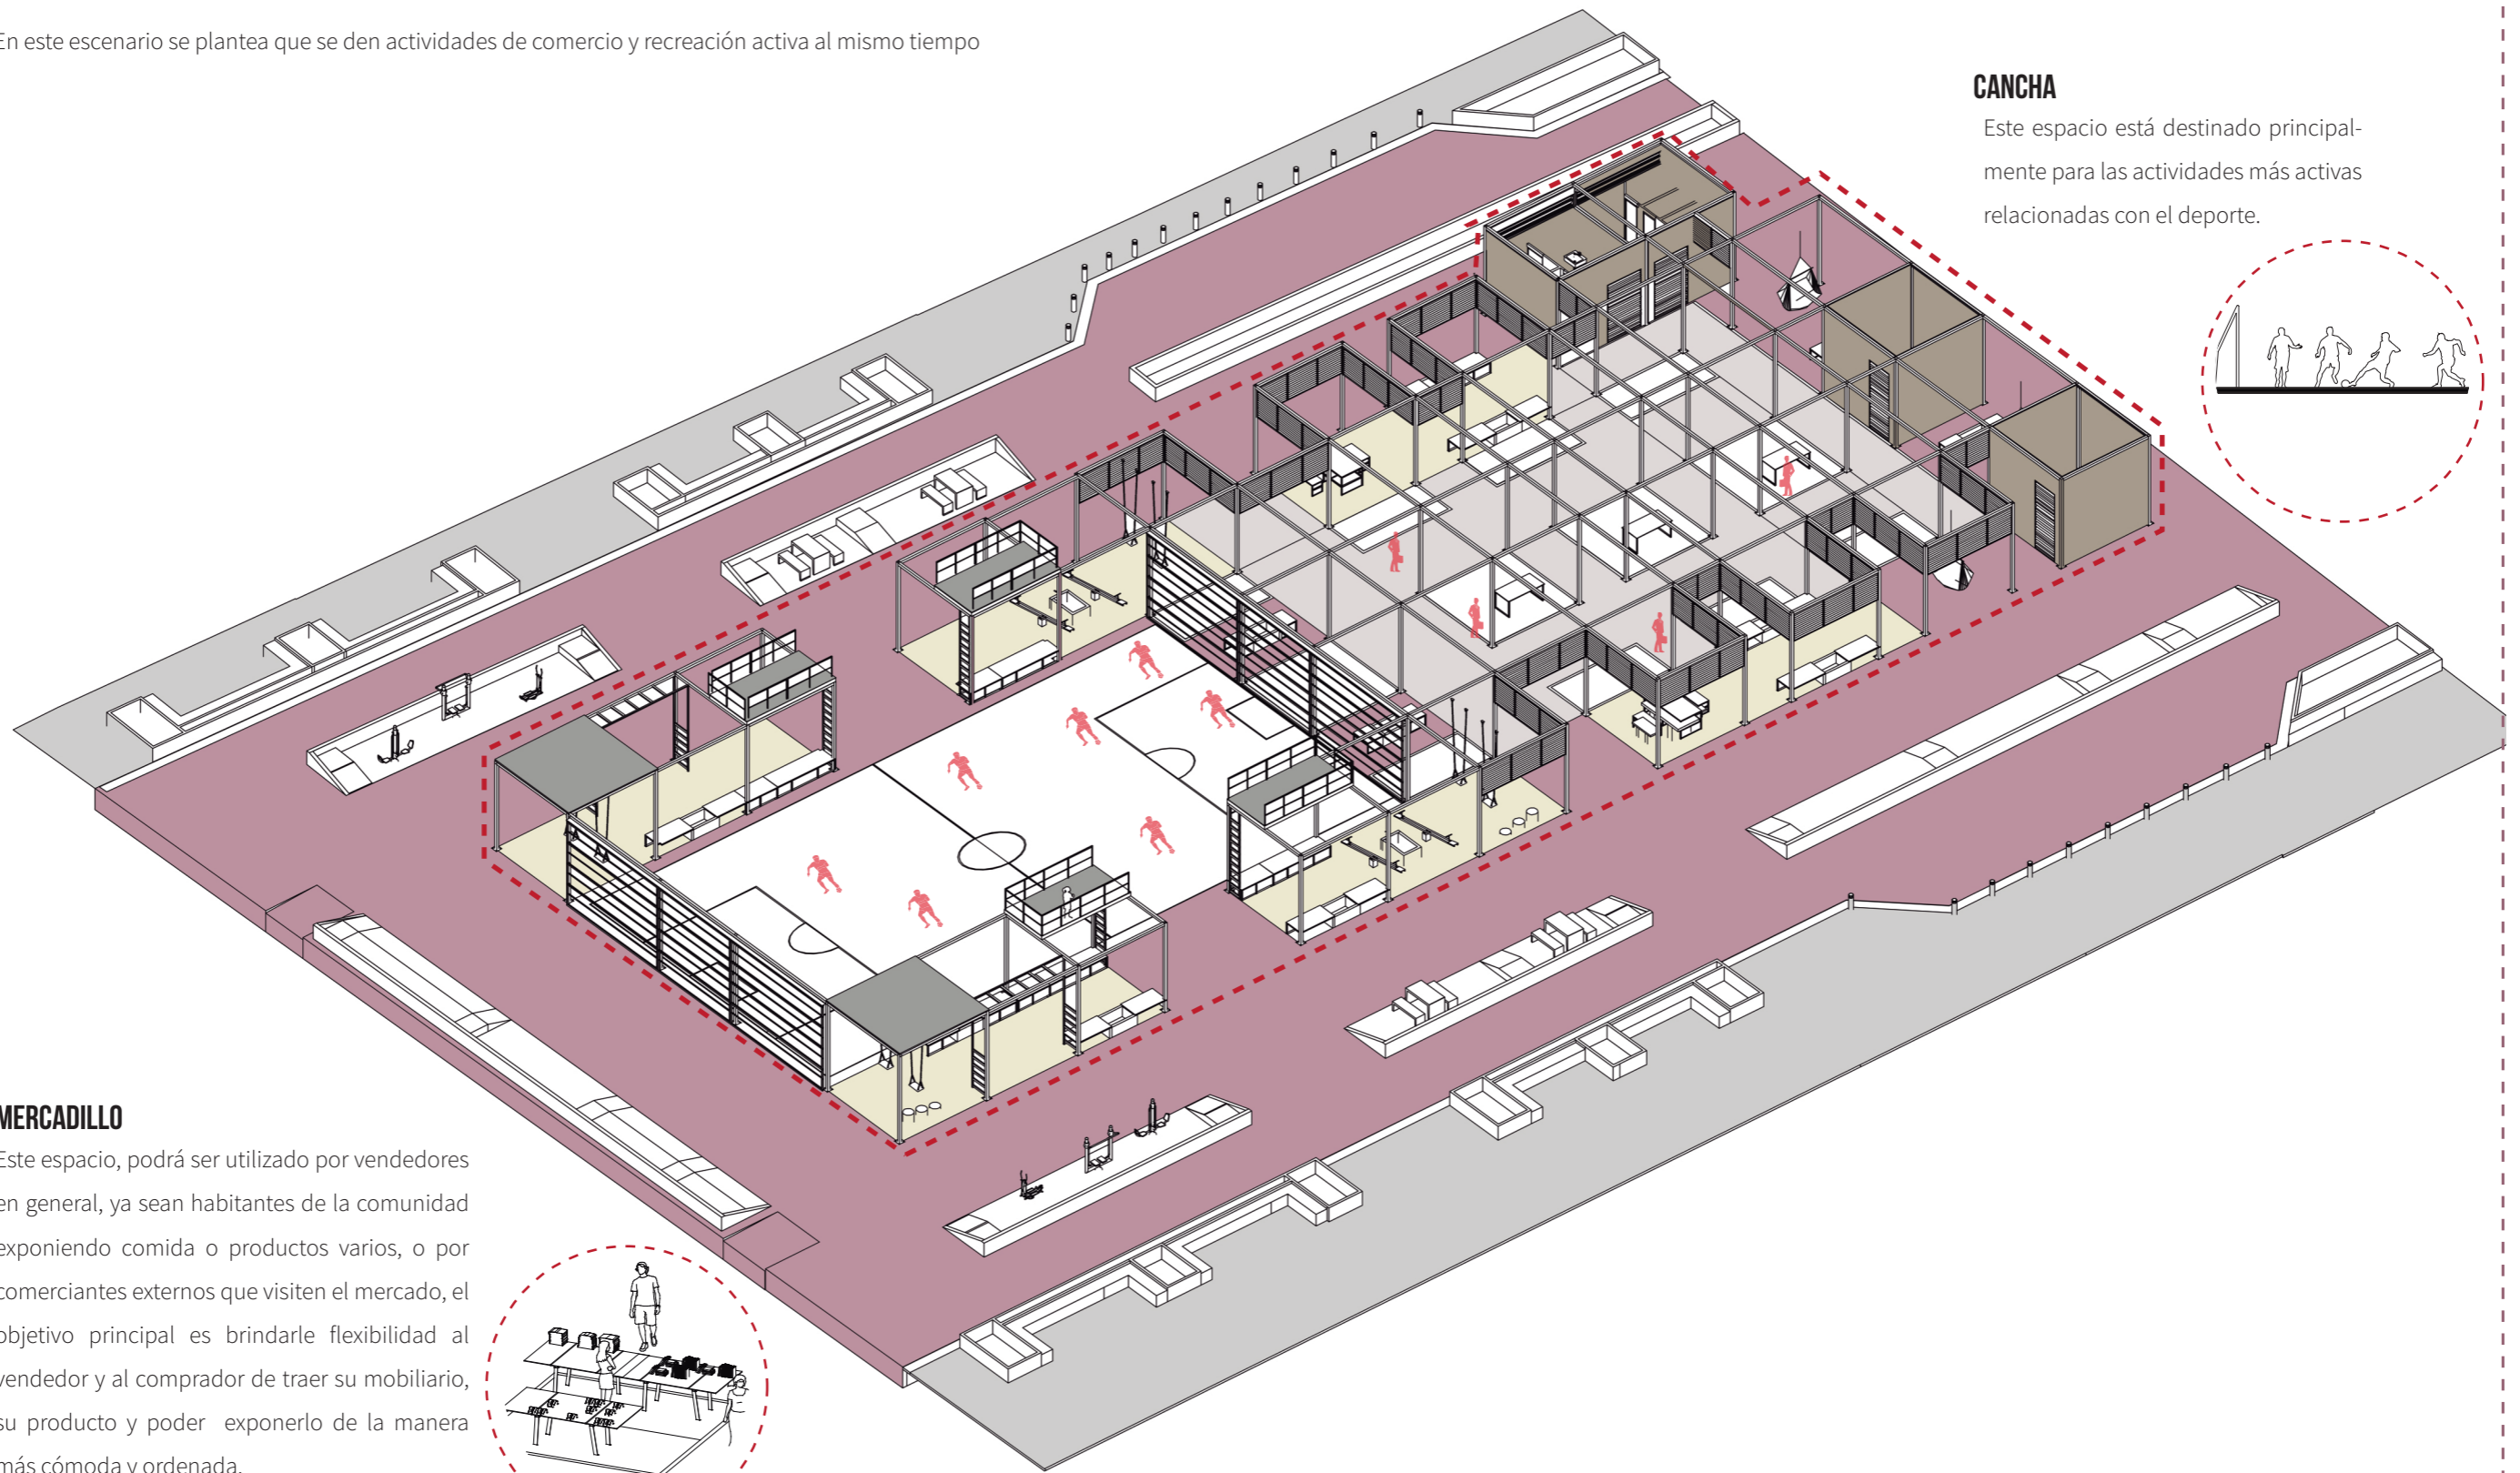 En este escenario se plantea que se den actividades de comercio y recreación activa al mismo tiempo
CANCHA
Este espacio está destinado principal-
mente para las actividades más activas
relacionadas con el deporte.
MERCADILLO
Este espacio, podrá ser utilizado por vendedores
en general, ya sean habitantes de la comunidad
exponiendo comida o productos varios, o por
comerciantes externos que visiten el mercado, el
objetivo principal es brindarle flexibilidad al
vendedor y al comprador de traer su mobiliario,
su producto y poder exponerlo de la manera
más cómoda y ordenada.